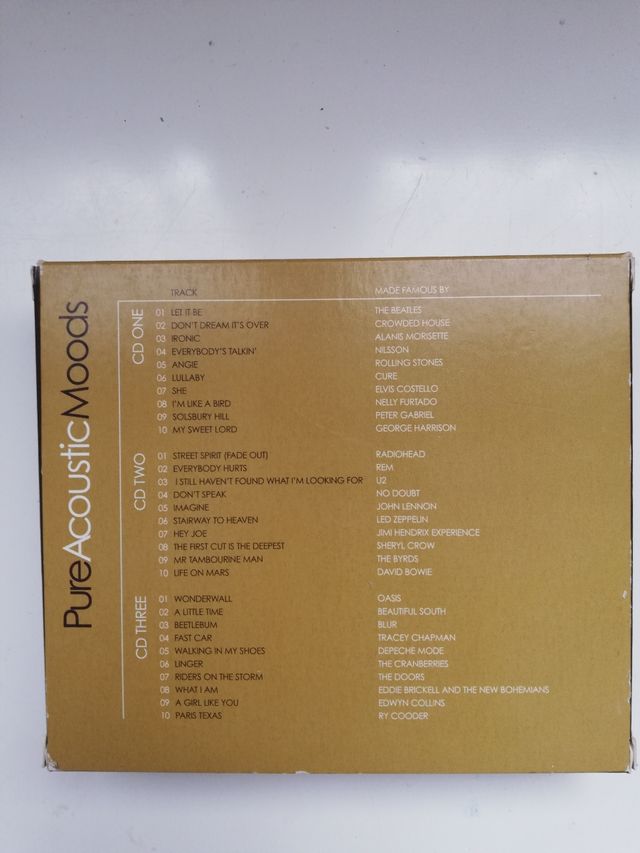 PureAcousticMoods
TRACK MADE FAMOUS BY
CD ONE
01 LET IT BE THE BEATLES
02 DON'T DREAM IT'S OVER CROWDED HOUSE
03 IRONIC ALANIS MORISETTE
04 EVERYBODY'S TALKIN' NILSSON
05 ANGIE ROLLING STONES
06 LULLABY CURE
07 SHE ELVIS COSTELLO
08 I'M LIKE A BIRD NELLY FURTADO
09 SOLSBURY HILL PETER GABRIEL
10 MY SWEET LORD GEORGE HARRISON
CD TWO
01 STREET SPIRIT (FADE OUT) RADIOHEAD
02 EVERYBODY HURTS REM
03 I STILL HAVEN'T FOUND WHAT I'M LOOKING FOR U2
04 DON'T SPEAK NO DOUBT
05 IMAGINE JOHN LENNON
06 STAIRWAY TO HEAVEN LED ZEPPELIN
07 HEY JOE JIMI HENDRIX EXPERIENCE
08 THE FIRST CUT IS THE DEEPEST SHERYL CROW
09 MR TAMBOURINE MAN THE BYRDS
10 LIFE ON MARS DAVID BOWIE
CD THREE
01 WONDERWALL OASIS
02 A LITTLE TIME BEAUTIFUL SOUTH
03 BEETLEBUM BLUR
04 FAST CAR TRACEY CHAPMAN
05 WALKING IN MY SHOES DEPECHE MODE
06 LINGER THE CRANBERRIES
07 RIDERS ON THE STORM THE DOORS
08 WHAT I AM EDDIE BRICKELL AND THE NEW BOHEMIANS
09 A GIRL LIKE YOU EDWYN COLLINS
10 PARIS TEXAS RY COODER